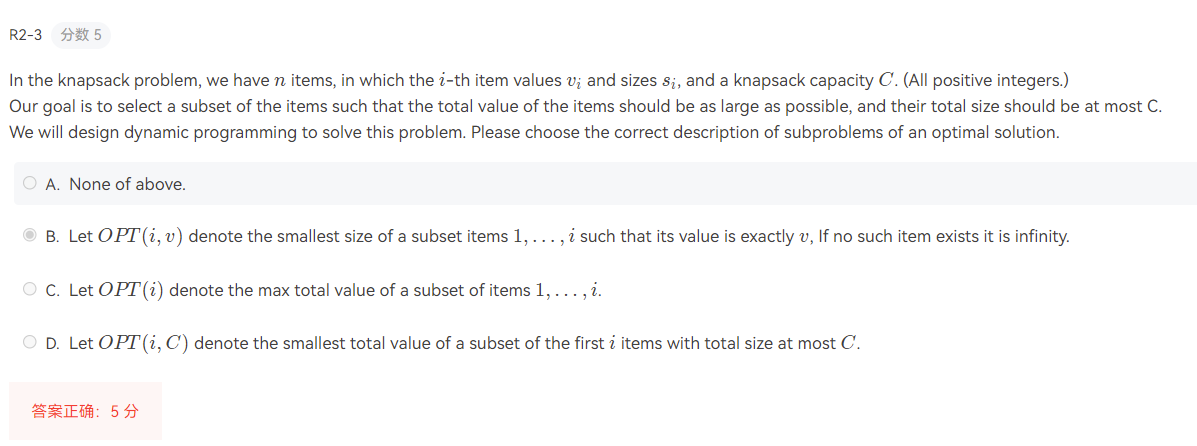 R2-3 分数 5
In the knapsack problem, we have n items, in which the i-th item values vᵢ and sizes sᵢ, and a knapsack capacity C. (All positive integers.)
Our goal is to select a subset of the items such that the total value of the items should be as large as possible, and their total size should be at most C.
We will design dynamic programming to solve this problem. Please choose the correct description of subproblems of an optimal solution.
A. None of above.
B. Let OPT(i, v) denote the smallest size of a subset items 1, . . . , i such that its value is exactly v, If no such item exists it is infinity.
C. Let OPT(i) denote the max total value of a subset of items 1, . . . , i.
D. Let OPT(i, C) denote the smallest total value of a subset of the first i items with total size at most C.
答案正确：5 分